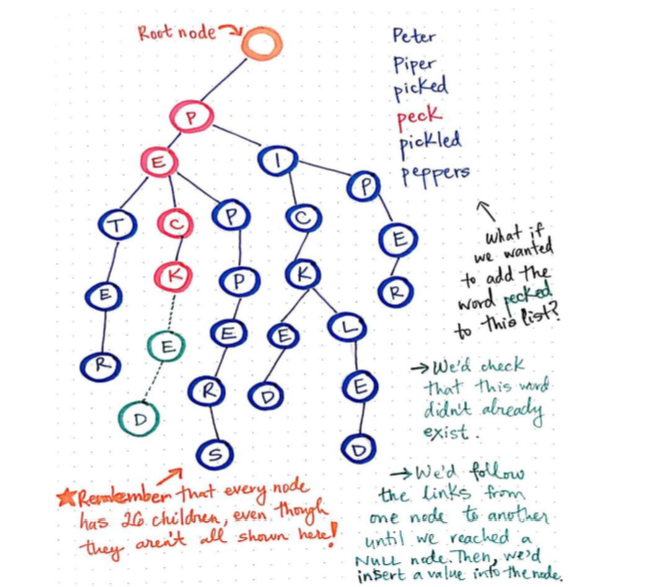 Root node
P
E
I
P
T
C
P
C
E
E
K
P
K
R
R
E
E
E
L
D
R
D
E
S
D
Peter
Piper
picked
peck
pickled
peppers
what if
we wanted
to add the
word pecked
to this list?
→We'd check
that this word
didn't already
exist.
→We'd follow
the links from
one node to another
until we reached a
NULL node. Then, we'd
insert a value into the node.
★Remember that every node
has 26 children, even though
they aren't all shown here!